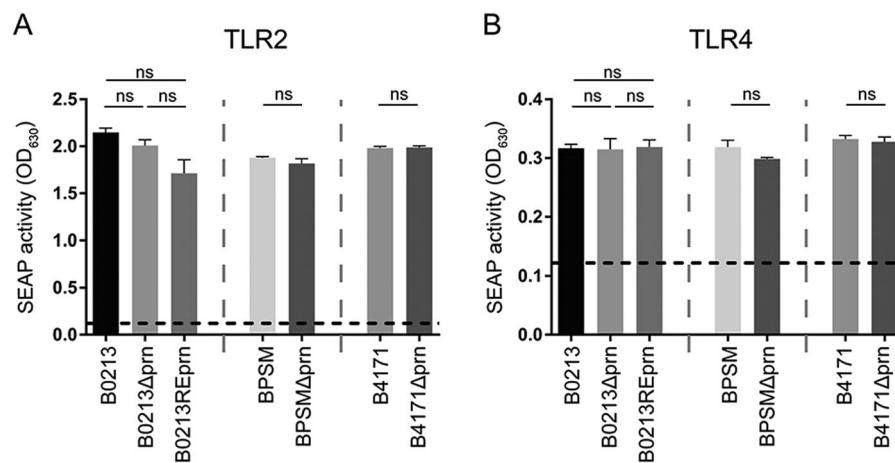 A
TLR2
ns
ns
ns
ns
ns
SEAP activity (OD630)
2.5
2.0
1.5
1.0
0.5
0.0
B0213
B0213Δprn
B0213REprn
BPSM
BPSMΔprn
B4171
B4171Δprn
B
TLR4
ns
ns
ns
ns
ns
SEAP activity (OD630)
0.4
0.3
0.2
0.1
0.0
B0213
B0213Δprn
B0213REprn
BPSM
BPSMΔprn
B4171
B4171Δprn